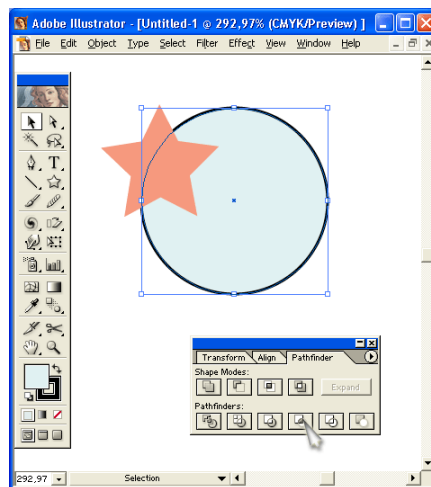 Adobe Illustrator - [Untitled-1 @ 292,97% (CMYK/Preview) ]
File Edit Object Type Select Filter Effect View Window Help
Transform Align Pathfinder
Shape Modes:
Expand
Pathfinders:
292,97 Selection